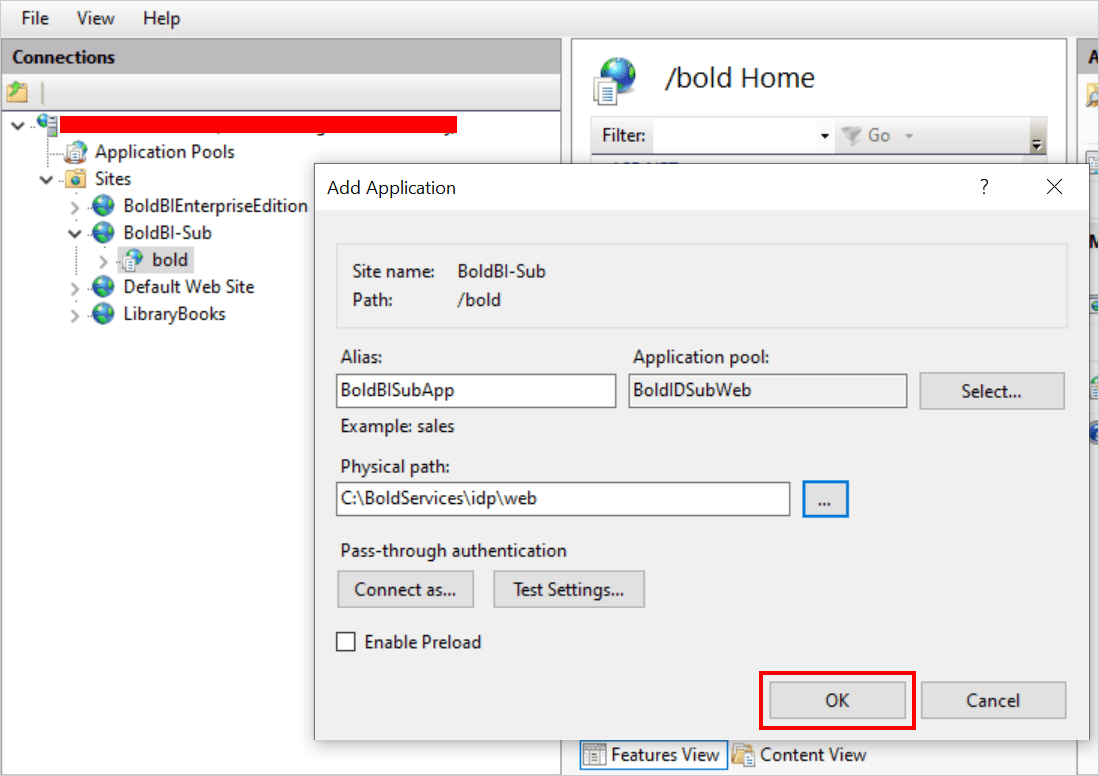 File View Help
Connections
Application Pools
Sites
BoldBIEnterpriseEdition
BoldBI-Sub
bold
Default Web Site
LibraryBooks
/bold Home
Filter:
Go
Add Application
?
Site name: BoldBI-Sub
Path: /bold
Alias:
Application pool:
BoldBISubApp
BoldIDSubWeb
Select...
Example: sales
Physical path:
C:\BoldServices\idp\web
...
Pass-through authentication
Connect as...
Test Settings...
Enable Preload
OK
Cancel
Features View
Content View